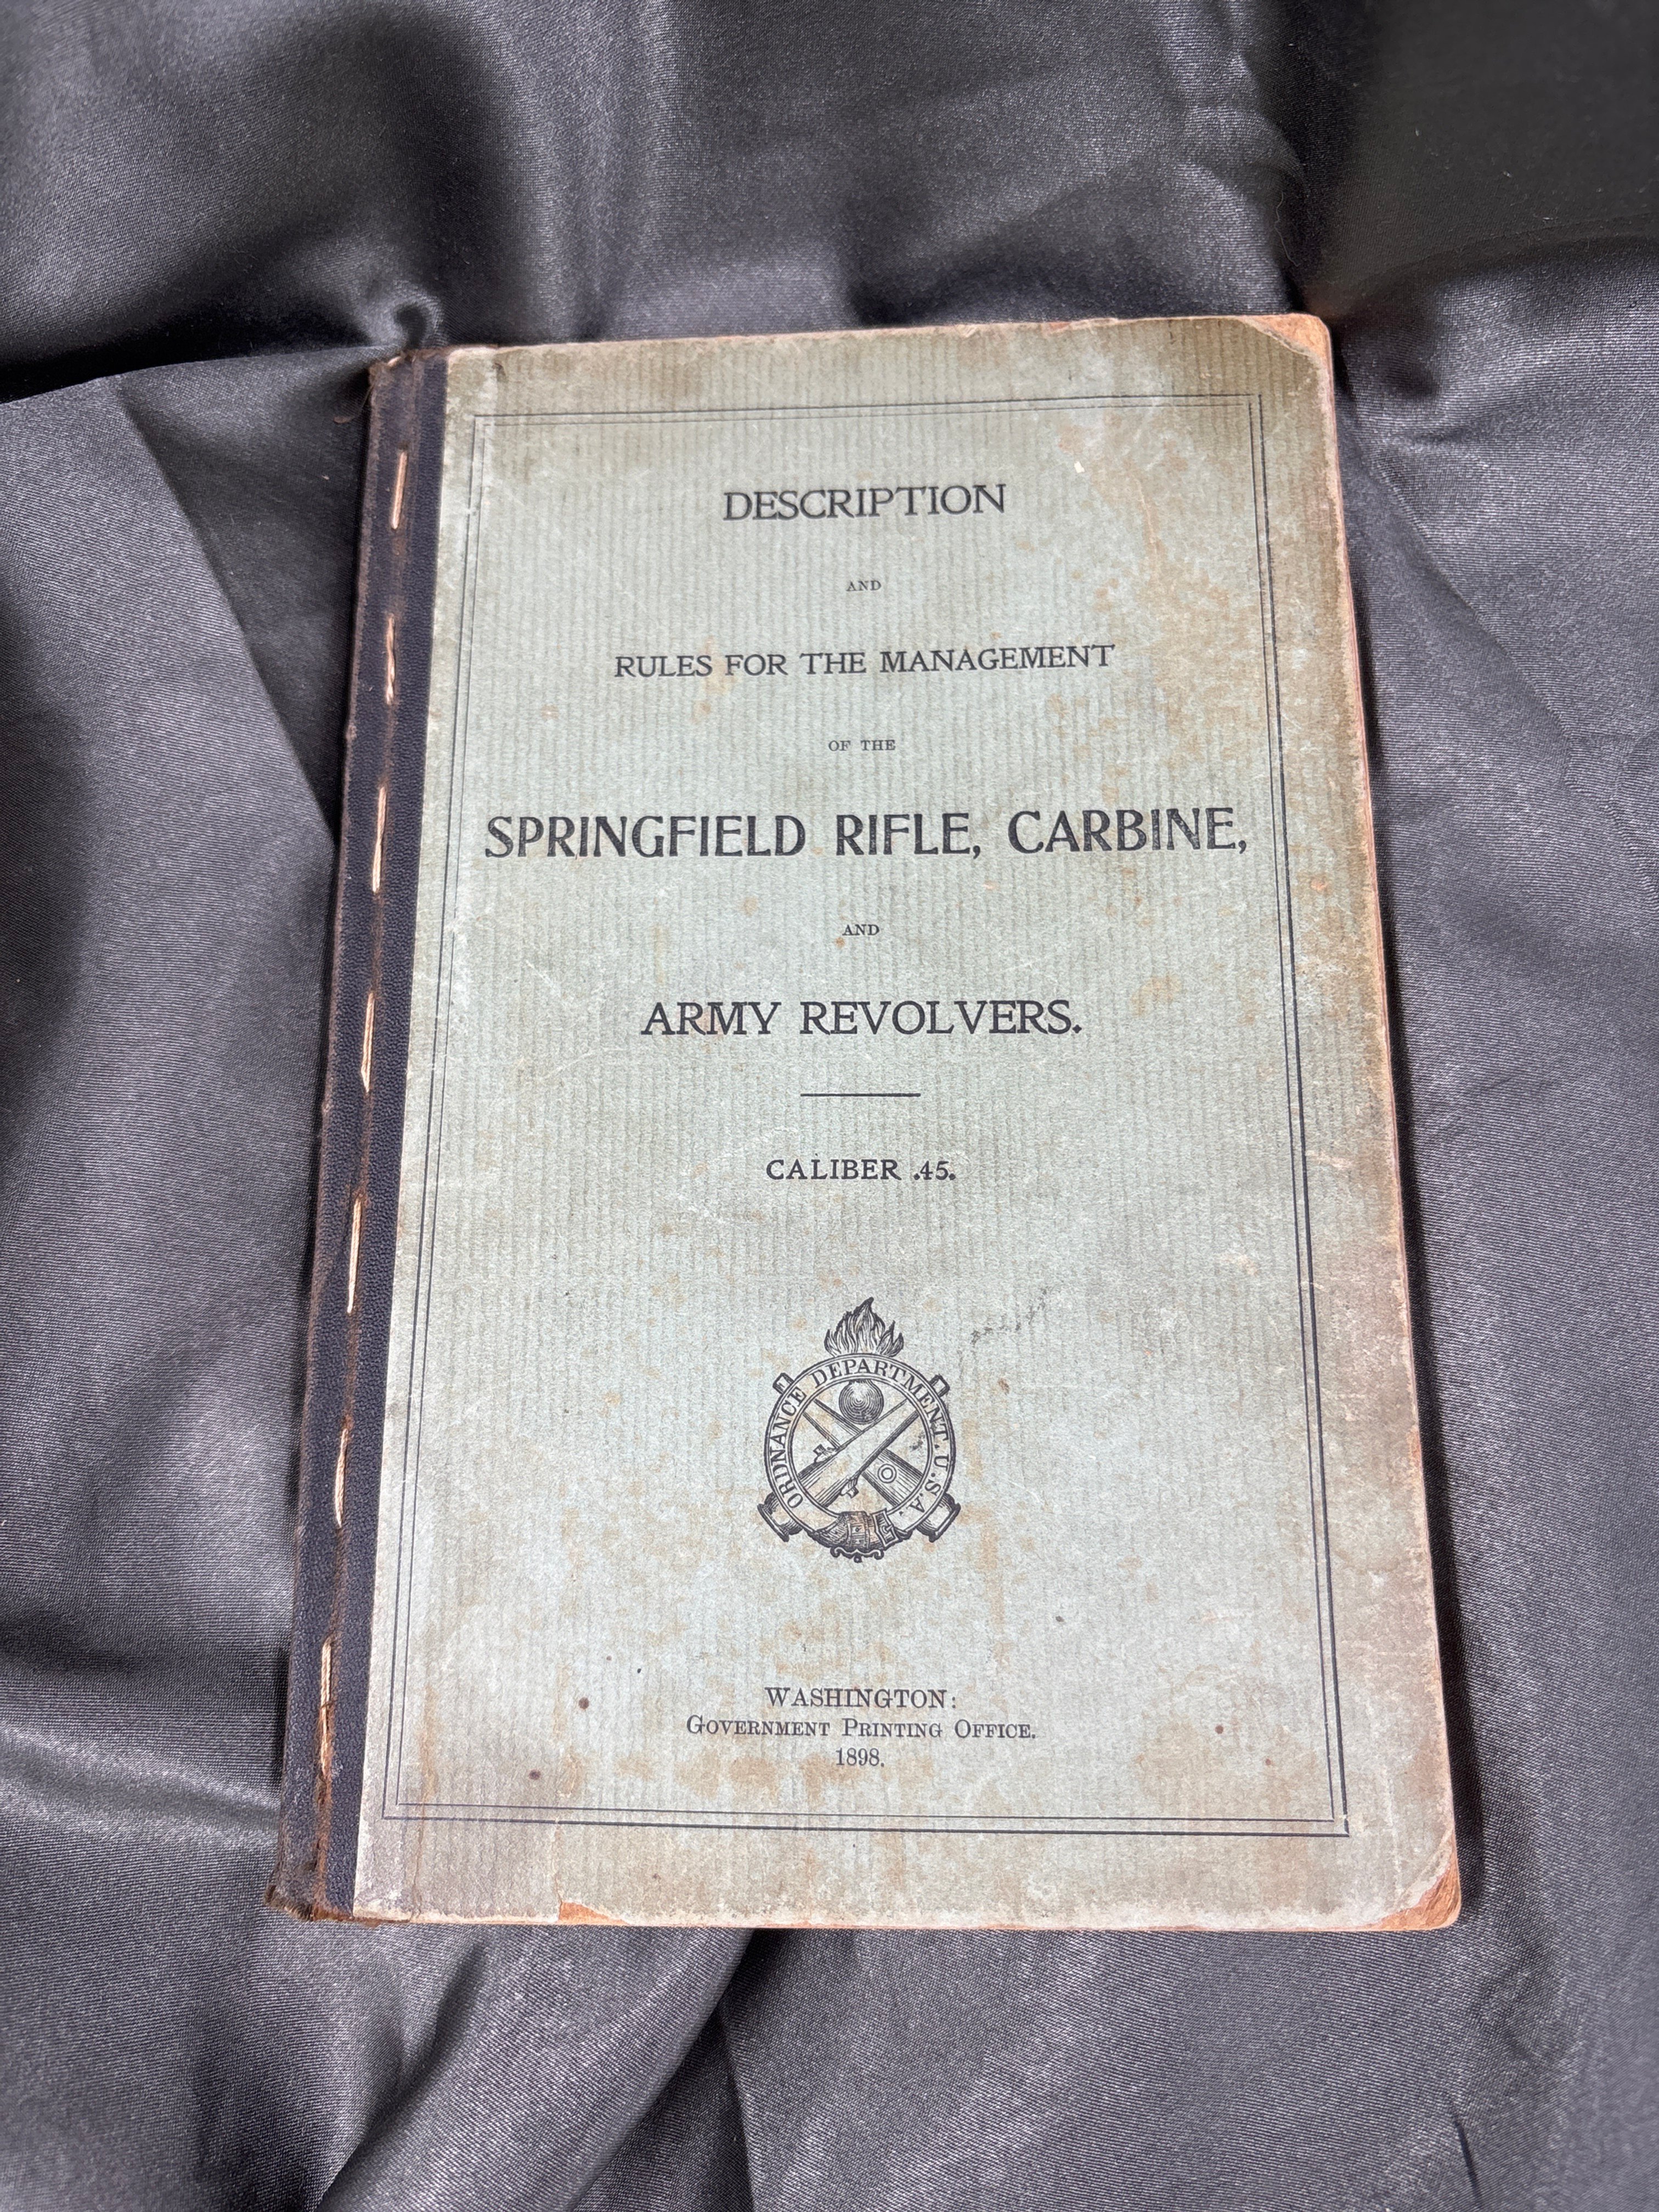 DESCRIPTION
AND
RULES FOR THE MANAGEMENT
OF THE
SPRINGFIELD RIFLE, CARBINE,
AND
ARMY REVOLVERS.
CALIBER .45.
ORDNANCE DEPARTMENT. U.S.A.
WASHINGTON:
GOVERNMENT PRINTING OFFICE.
1898.